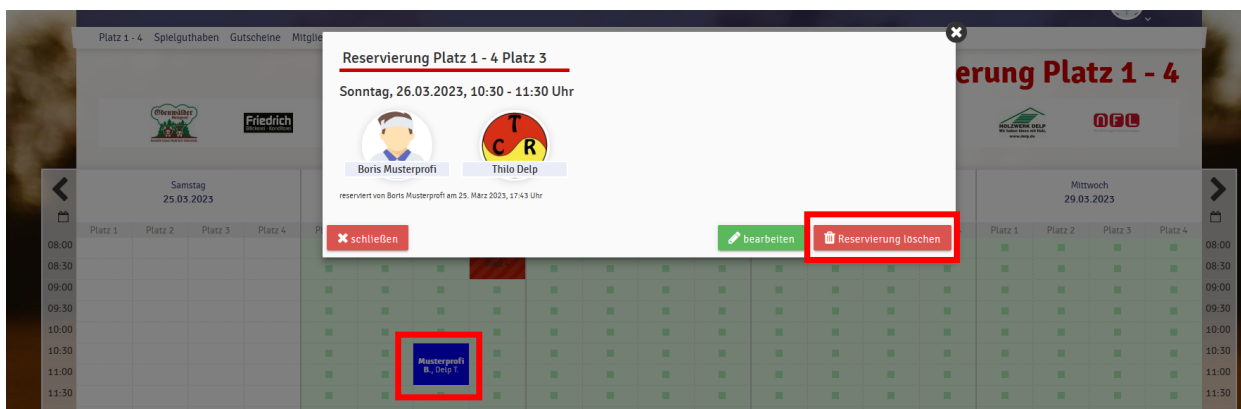 Platz 1 - 4 Spielguthaben Gutscheine Mitglie
Reservierung Platz 1 - 4 Platz 3
erung Platz 1 - 4
Sonntag, 26.03.2023, 10:30 - 11:30 Uhr
Odenwälder
Friedrich
T
C R
HOLZWERK DELP
www.delp.de
Boris Musterprofi Thilo Delp
reserviert von Boris Musterprofi am 25. März 2023, 17:43 Uhr
Samstag
25.03.2023
Mittwoch
29.03.2023
schließen bearbeiten Reservierung löschen
Platz 1 Platz 2 Platz 3 Platz 4 Platz 1 Platz 2 Platz 3 Platz 4
08:00 08:00
08:30 08:30
09:00 09:00
09:30 09:30
10:00 10:00
10:30 Musterprofi 10:30
11:00 B., Delp T. 11:00
11:30 11:30